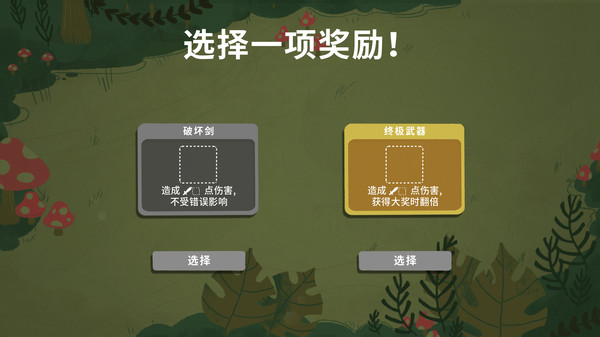 选择一项奖励！
破坏剑
造成 点伤害，
不受错误影响
选择
终极武器
造成 点伤害，
获得大奖时翻倍
选择